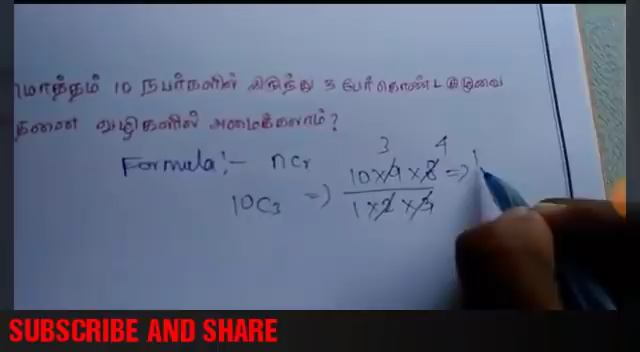 மொத்தம் 10 நபர்களில் இருந்து 3 பேர்கொண்ட குழுவை
எத்தனை வழிகளில் அமைக்கலாம்?
3 4
Formula :- nCr 10×9×8 => 1
10C3 => 1×2×3
SUBSCRIBE AND SHARE